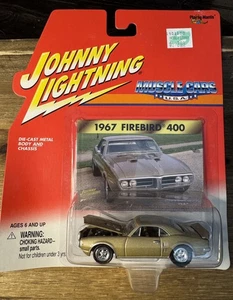 JOHNNY
LIGHTNING
MUSCLE CARS
U.S.A.
DIE-CAST METAL
BODY AND
CHASSIS
1967 FIREBIRD 400
AGES 6 AND UP
WARNING:
CHOKING HAZARD-
small parts.
Not for children under 3 years